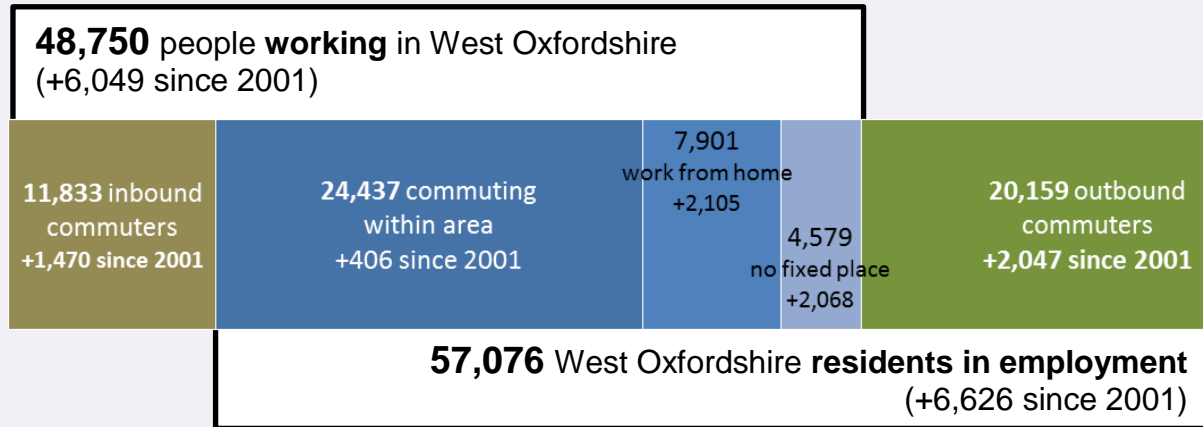 48,750 people working in West Oxfordshire
(+6,049 since 2001)
11,833 inbound
commuters
+1,470 since 2001
24,437 commuting
within area
+406 since 2001
7,901
work from home
+2,105
4,579
no fixed place
+2,068
20,159 outbound
commuters
+2,047 since 2001
57,076 West Oxfordshire residents in employment
(+6,626 since 2001)